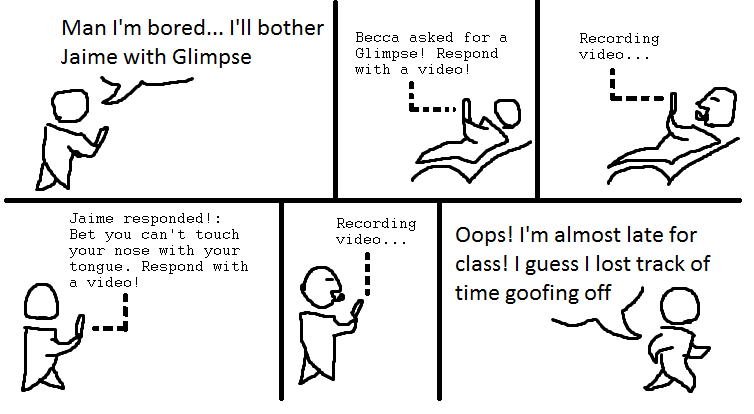 Man I'm bored... I'll bother
Jaime with Glimpse
Becca asked for a
Glimpse! Respond
with a video!
Recording
video...
Jaime responded!:
Bet you can't touch
your nose with your
tongue. Respond with
a video!
Recording
video...
Oops! I'm almost late for
class! I guess I lost track of
time goofing off